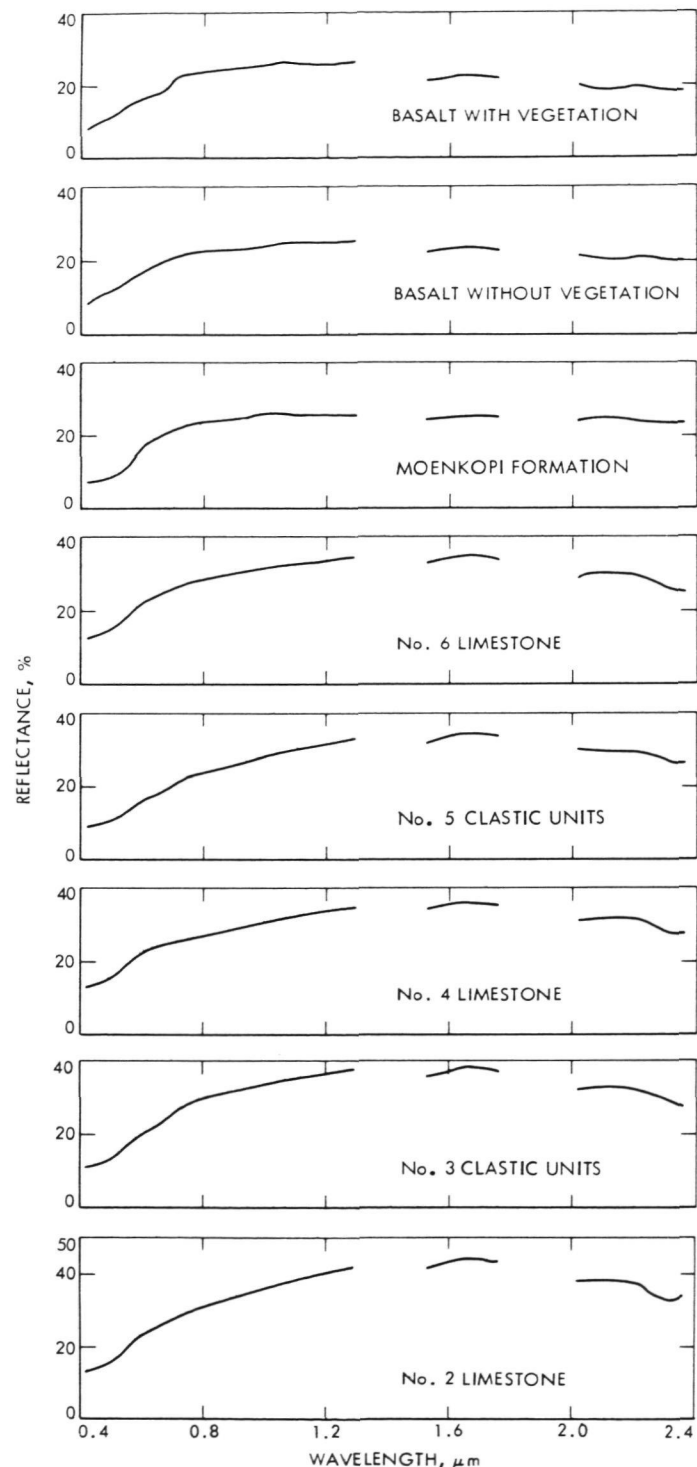 40
20
0
BASALT WITH VEGETATION
40
20
0
BASALT WITHOUT VEGETATION
40
20
0
MOENKOPI FORMATION
40
20
0
No. 6 LIMESTONE
REFLECTANCE, %
40
20
0
No. 5 CLASTIC UNITS
40
20
0
No. 4 LIMESTONE
40
20
0
No. 3 CLASTIC UNITS
50
40
20
0
No. 2 LIMESTONE
0.4 0.8 1.2 1.6 2.0 2.4
WAVELENGTH, μm